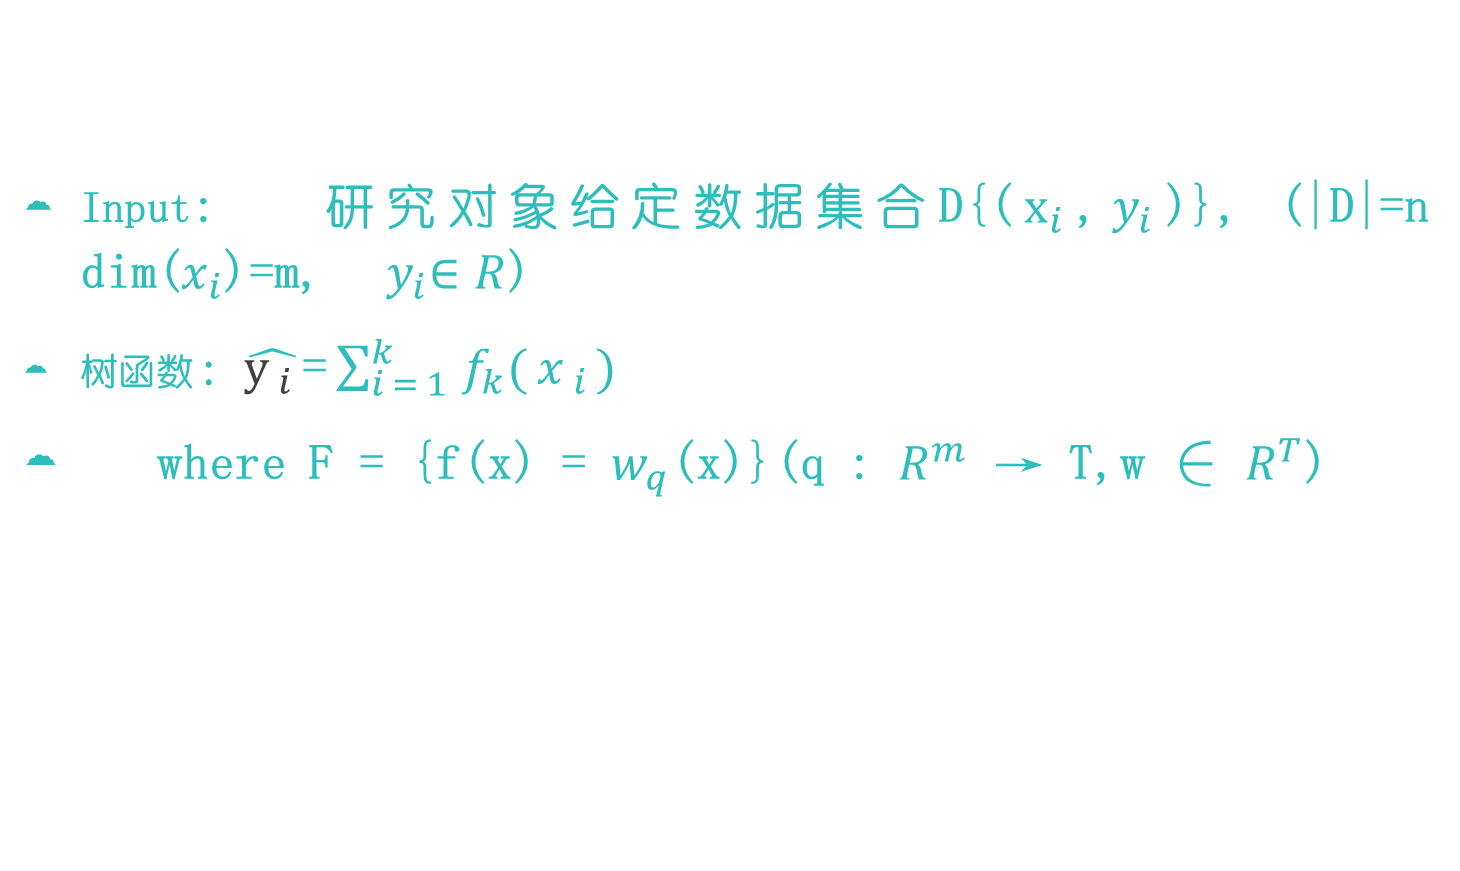 Input: 研究对象给定数据集合D{(xᵢ, yᵢ)}, (|D|=n
dim(xᵢ)=m, yᵢ∈ R)
树函数: ŷᵢ=∑ᵏᵢ₌₁ fₖ(xᵢ)
where F = {f(x) = w_q(x)}(q : Rᵐ → T,w ∈ Rᵀ)